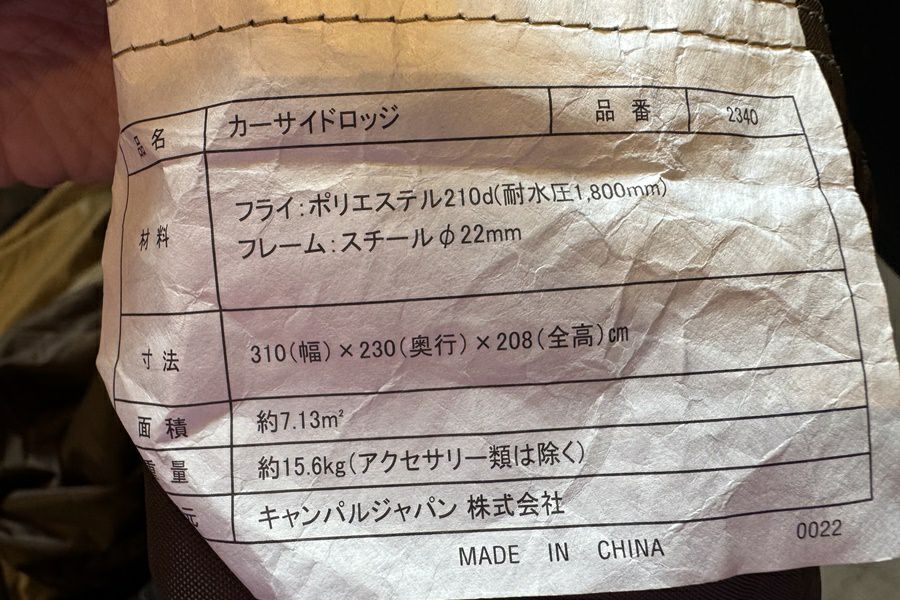 品名 カーサイドロッジ 品番 2340
材料 フライ:ポリエステル210d(耐水圧1,800mm)
フレーム:スチールφ22mm
寸法 310(幅)×230(奥行)×208(全高)cm
面積 約7.13m²
重量 約15.6kg(アクセサリー類は除く)
元 キャンパルジャパン 株式会社
MADE IN CHINA 0022